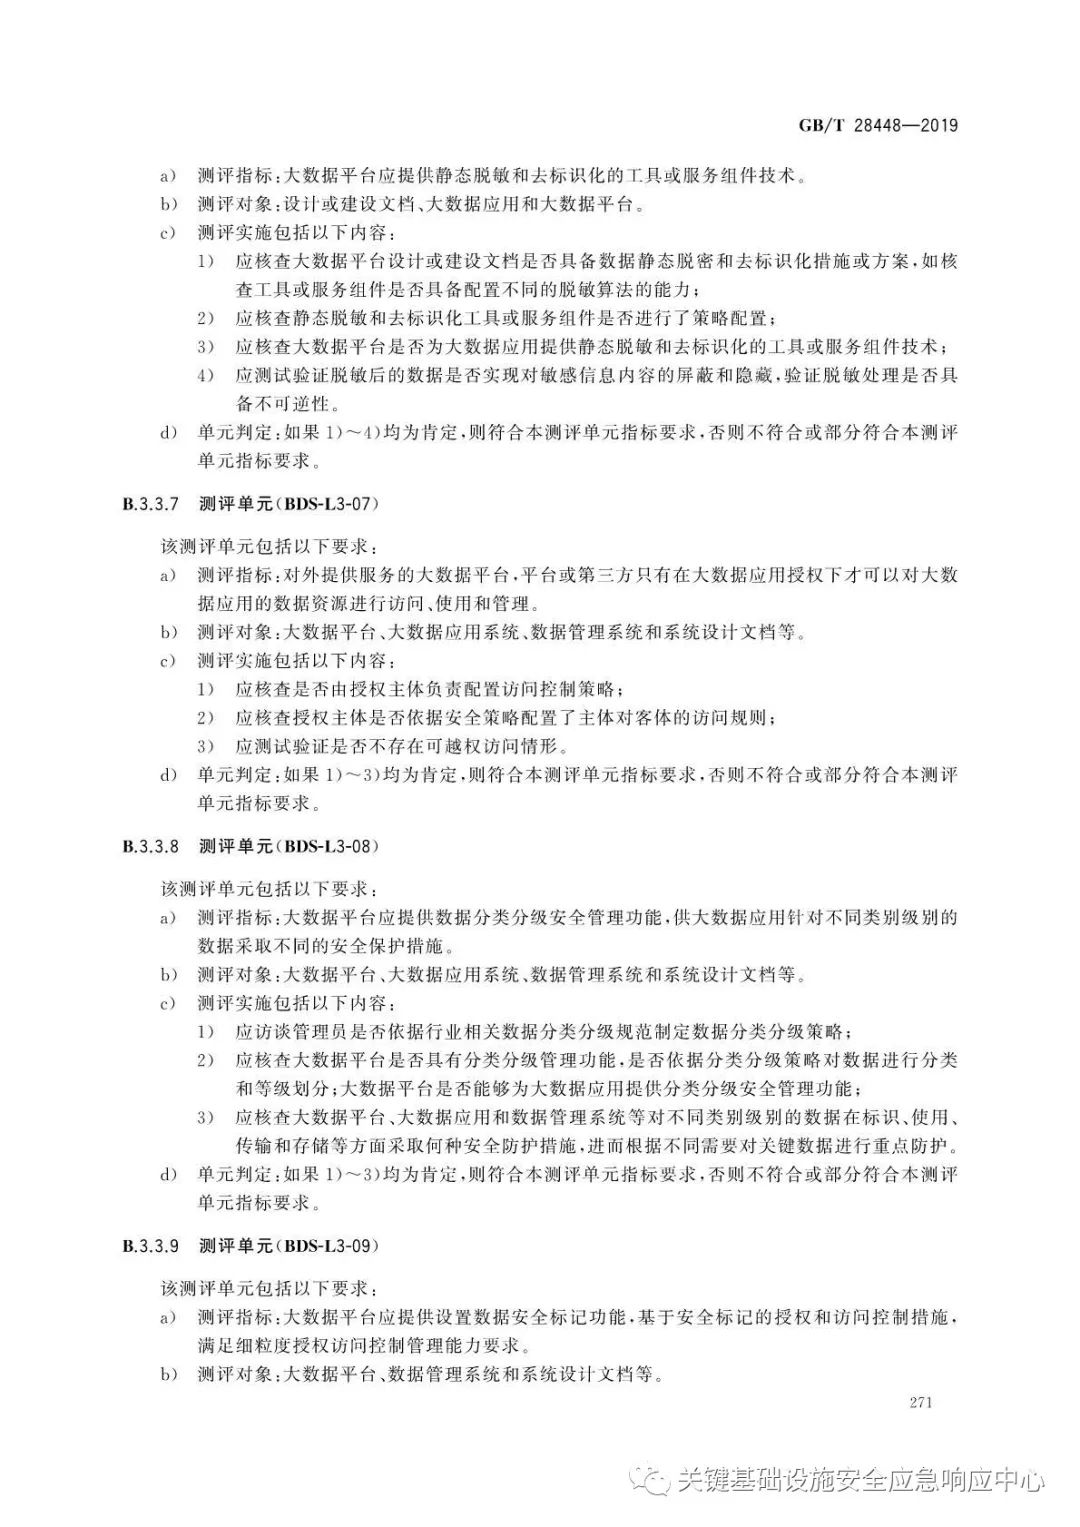 GB/T 28448—2019
a) 测评指标:大数据平台应提供静态脱敏和去标识化的工具或服务组件技术。
b) 测评对象:设计或建设文档、大数据应用和大数据平台。
c) 测评实施包括以下内容:
1) 应核查大数据平台设计或建设文档是否具备数据静态脱密和去标识化措施或方案,如核
查工具或服务组件是否具备配置不同的脱敏算法的能力;
2) 应核查静态脱敏和去标识化工具或服务组件是否进行了策略配置;
3) 应核查大数据平台是否为大数据应用提供静态脱敏和去标识化的工具或服务组件技术;
4) 应测试验证脱敏后的数据是否实现对敏感信息内容的屏蔽和隐藏,验证脱敏处理是否具
备不可逆性。
d) 单元判定:如果1)～4)均为肯定,则符合本测评单元指标要求,否则不符合或部分符合本测评
单元指标要求。
B.3.3.7 测评单元(BDS-L3-07)
该测评单元包括以下要求:
a) 测评指标:对外提供服务的大数据平台,平台或第三方只有在大数据应用授权下才可以对大数
据应用的数据资源进行访问、使用和管理。
b) 测评对象:大数据平台、大数据应用系统、数据管理系统和系统设计文档等。
c) 测评实施包括以下内容:
1) 应核查是否由授权主体负责配置访问控制策略;
2) 应核查授权主体是否依据安全策略配置了主体对客体的访问规则;
3) 应测试验证是否不存在可越权访问情形。
d) 单元判定:如果1)～3)均为肯定,则符合本测评单元指标要求,否则不符合或部分符合本测评
单元指标要求。
B.3.3.8 测评单元(BDS-L3-08)
该测评单元包括以下要求:
a) 测评指标:大数据平台应提供数据分类分级安全管理功能,供大数据应用针对不同类别级别的
数据采取不同的安全保护措施。
b) 测评对象:大数据平台、大数据应用系统、数据管理系统和系统设计文档等。
c) 测评实施包括以下内容:
1) 应访谈管理员是否依据行业相关数据分类分级规范制定数据分类分级策略;
2) 应核查大数据平台是否具有分类分级管理功能,是否依据分类分级策略对数据进行分类
和等级划分;大数据平台是否能够为大数据应用提供分类分级安全管理功能;
3) 应核查大数据平台、大数据应用和数据管理系统等对不同类别级别的数据在标识、使用、
传输和存储等方面采取何种安全防护措施,进而根据不同需要对关键数据进行重点防护。
d) 单元判定:如果1)～3)均为肯定,则符合本测评单元指标要求,否则不符合或部分符合本测评
单元指标要求。
B.3.3.9 测评单元(BDS-L3-09)
该测评单元包括以下要求:
a) 测评指标:大数据平台应提供设置数据安全标记功能,基于安全标记的授权和访问控制措施,
满足细粒度授权访问控制管理能力要求。
b) 测评对象:大数据平台、数据管理系统和系统设计文档等。
271
关键基础设施安全应急响应中心